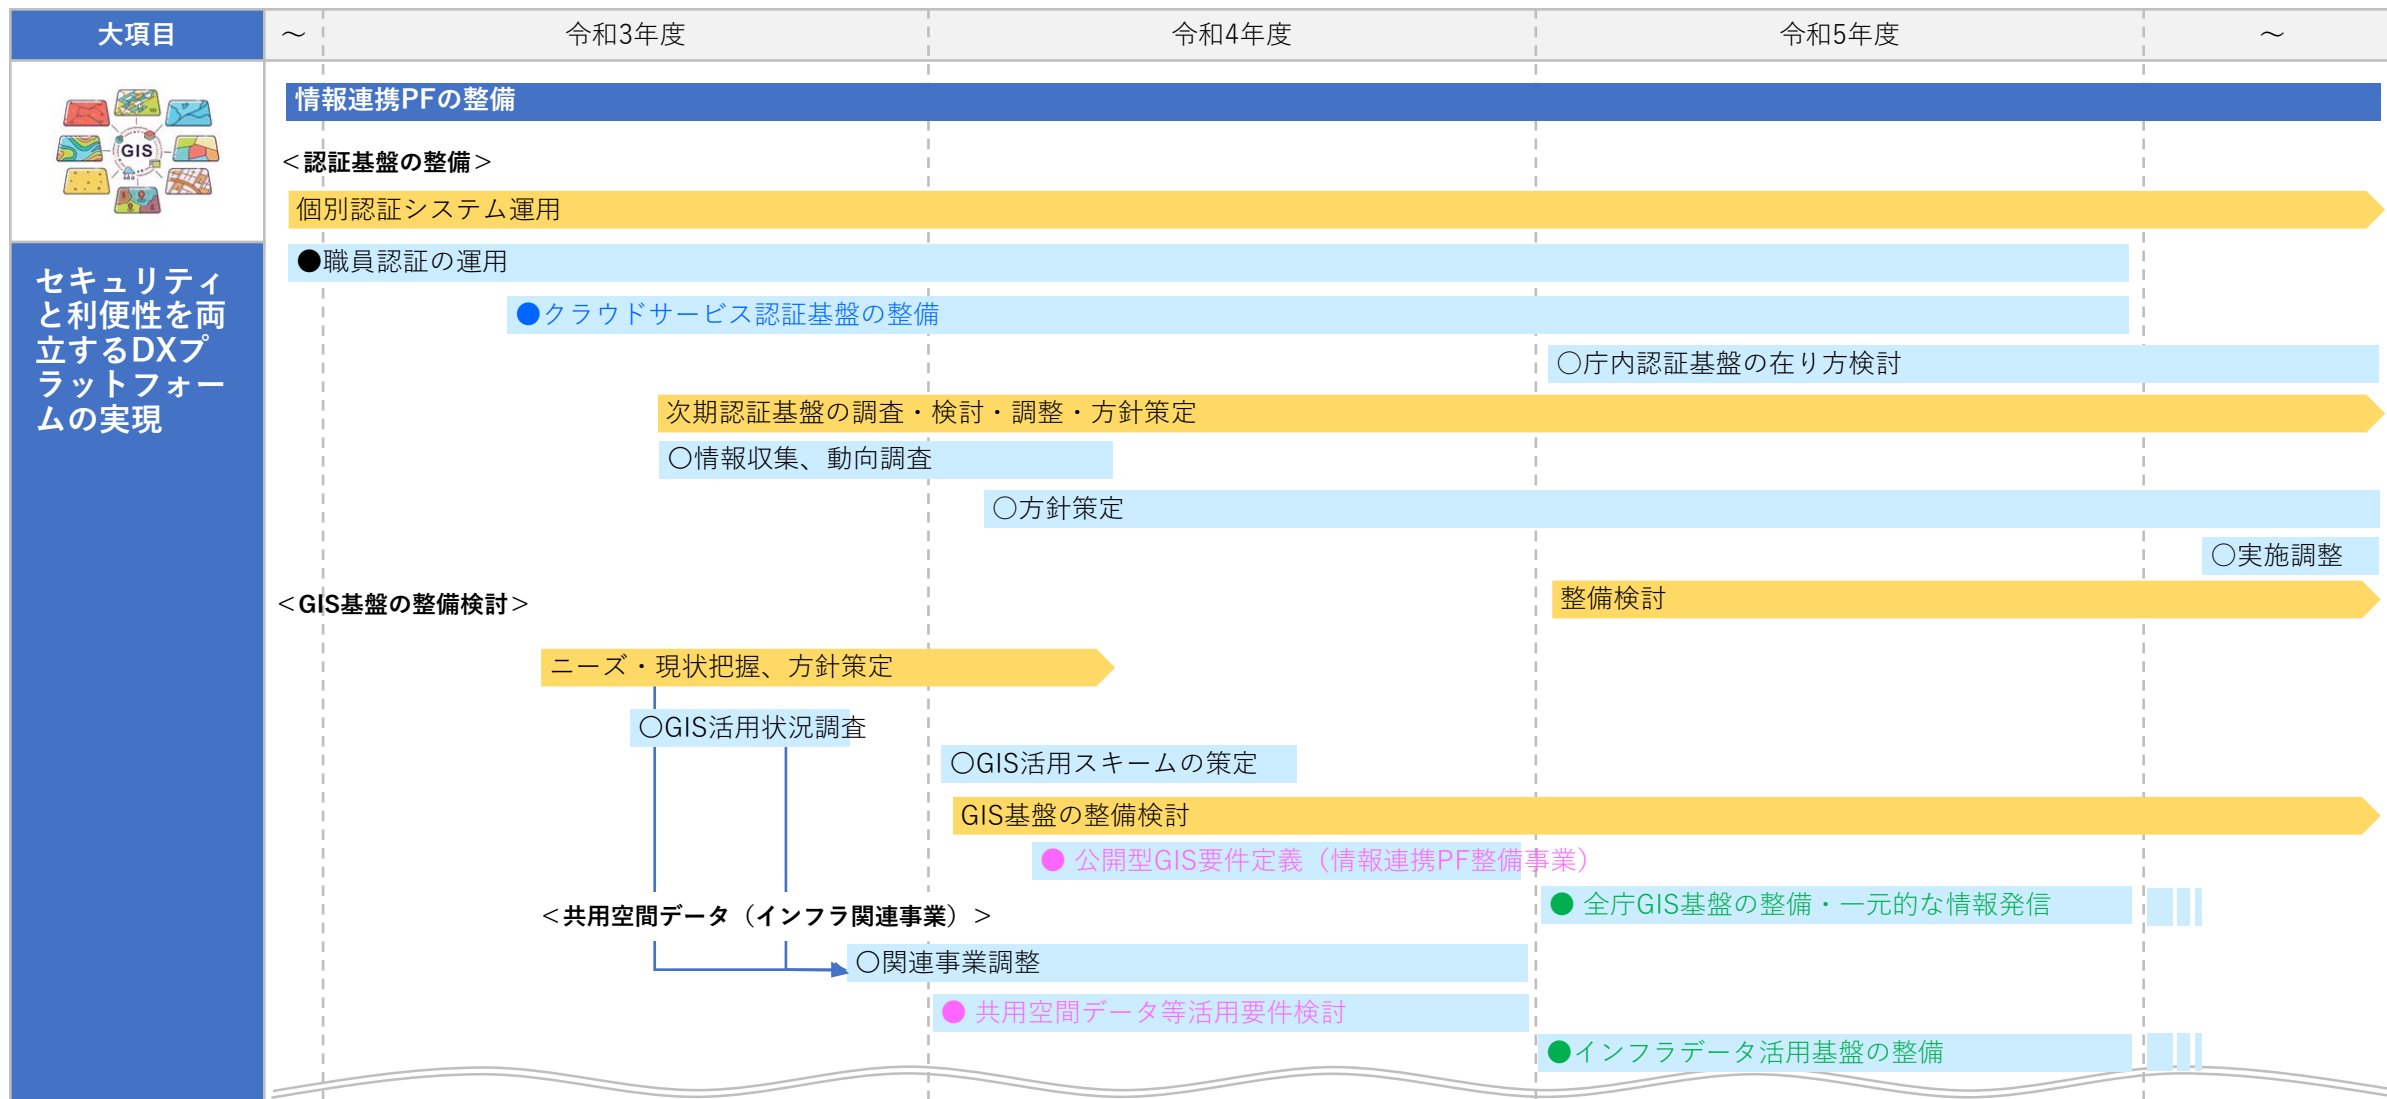 大項目
～
令和3年度
令和4年度
令和5年度
～
GIS
セキュリティ
と利便性を両
立するDXプ
ラットフォー
ムの実現
情報連携PFの整備
＜認証基盤の整備＞
個別認証システム運用
●職員認証の運用
●クラウドサービス認証基盤の整備
○庁内認証基盤の在り方検討
次期認証基盤の調査・検討・調整・方針策定
○情報収集、動向調査
○方針策定
○実施調整
＜GIS基盤の整備検討＞
整備検討
ニーズ・現状把握、方針策定
○GIS活用状況調査
○GIS活用スキームの策定
GIS基盤の整備検討
● 公開型GIS要件定義（情報連携PF整備事業）
● 全庁GIS基盤の整備・一元的な情報発信
＜共用空間データ（インフラ関連事業）＞
○関連事業調整
● 共用空間データ等活用要件検討
●インフラデータ活用基盤の整備